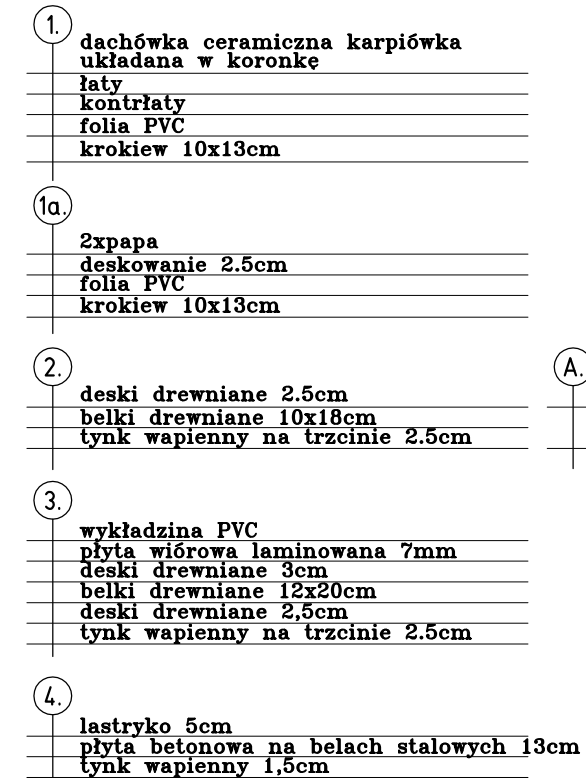 1.
dachówka ceramiczna karpiówka
układana w koronkę
łaty
kontrłaty
folia PVC
krokiew 10x13cm
1a.
2xpapa
deskowanie 2.5cm
folia PVC
krokiew 10x13cm
2.
deski drewniane 2.5cm
belki drewniane 10x18cm
tynk wapienny na trzcinie 2.5cm
A.
3.
wykładzina PVC
płyta wiórowa laminowana 7mm
deski drewniane 3cm
belki drewniane 12x20cm
deski drewniane 2,5cm
tynk wapienny na trzcinie 2.5cm
4.
lastryko 5cm
płyta betonowa na belach stalowych 13cm
tynk wapienny 1,5cm